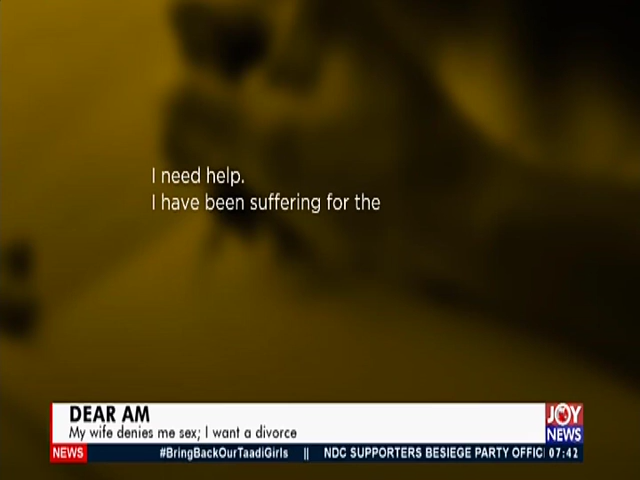 I need help.
I have been suffering for the
DEAR AM
My wife denies me sex; I want a divorce
JOY
NEWS
NEWS #BringBackOurTaadiGirls || NDC SUPPORTERS BESIEGE PARTY OFFIC 07:42